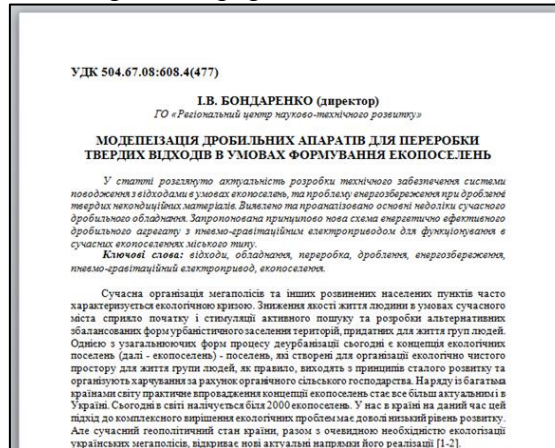 УДК 504.67.08:608.4(477)
І.В. БОНДАРЕНКО (директор)
ГО «Регіональний центр науково-технічного розвитку»
МОДЕПЕІЗАЦІЯ ДРОБИЛЬНИХ АПАРАТІВ ДЛЯ ПЕРЕРОБКИ
ТВЕРДИХ ВІДХОДІВ В УМОВАХ ФОРМУВАННЯ ЕКОПОСЕЛЕНЬ
У статті розглянуто актуальність розробки технічного забезпечення системи
поводження з відходами в умовах екопоселень, та проблему енергозбереження при дробленні
твердих некондиційних матеріалів. Виявлено та проаналізовано основні недоліки сучасного
дробильного обладнання. Запропонована принципово нова схема енергетично ефективного
дробильного агрегату з пневмо-гравітаційним електроприводом для функціонування в
сучасних екопоселеннях міського типу.
Ключові слова: відходи, обладнання, переробка, дроблення, енергозбереження,
пневмо-гравітаційний електропривод, екопоселення.
Сучасна організація мегаполісів та інших розвинених населених пунктів часто
характеризується екологічною кризою. Зниження якості життя людини в умовах сучасного
міста сприяло початку і стимуляції активного пошуку та розробки альтернативних
збалансованих форм урбаністичного заселення територій, придатних для життя груп людей.
Однією з узагальнюючих форм процесу деурбанізації сьогодні є концепція екологічних
поселень (далі - екопоселень) - поселень, які створені для організації екологічно чистого
простору для життя групи людей, як правило, виходять з принципів сталого розвитку та
організують харчування за рахунок органічного сільського господарства. Наряду із багатьма
країнами світу практичне впровадження концепції екопоселень стає все більш актуальним і в
Україні. Сьогодні в світі налічується біля 2000 екопоселень. У нас в країні на даний час цей
підхід до комплексного вирішення екологічних проблем має доволі низький рівень розвитку.
Але сучасний геополітичний стан країни, разом з очевидною необхідністю екологізації
українських мегаполісів, відкриває нові актуальні напрямки його реалізації [1-2].